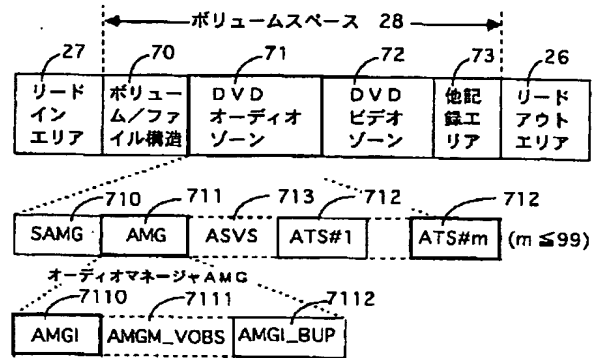 ボリュームスペース 28
27
70
71
72
73
26
リード
イン
エリア
ボリュー
ム/ファ
イル構造
DVD
オーディオ
ゾーン
DVD
ビデオ
ゾーン
他記
録エ
リア
リード
アウト
エリア
710
711
713
712
712
SAMG
AMG
ASVS
ATS#1
ATS#m
(m≦99)
オーディオマネージャAMG
7110
7111
7112
AMGI
AMGM_VOBS
AMGI_BUP